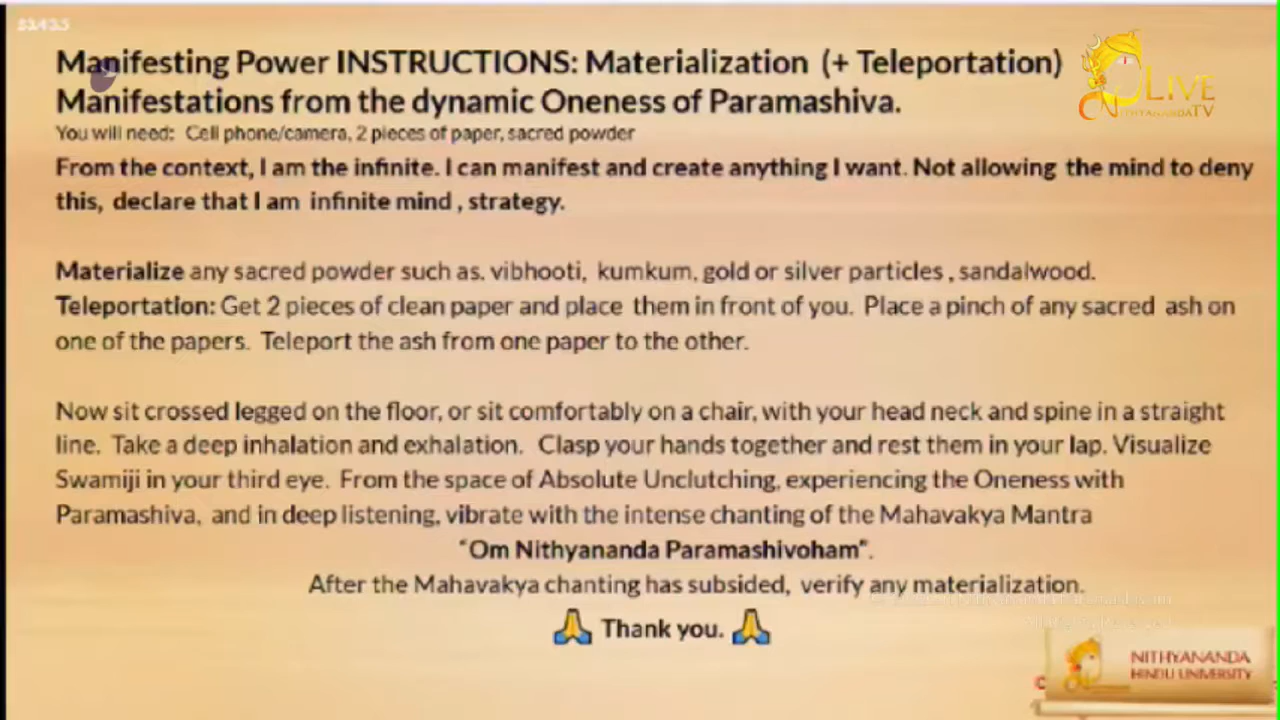 Manifesting Power INSTRUCTIONS: Materialization (+ Teleportation)
Manifestations from the dynamic Oneness of Paramashiva.
You will need: Cell phone/camera, 2 pieces of paper, sacred powder
From the context, I am the infinite. I can manifest and create anything I want. Not allowing the mind to deny
this, declare that I am infinite mind , strategy.
Materialize any sacred powder such as. vibhooti, kumkum, gold or silver particles , sandalwood.
Teleportation: Get 2 pieces of clean paper and place them in front of you. Place a pinch of any sacred ash on
one of the papers. Teleport the ash from one paper to the other.
Now sit crossed legged on the floor, or sit comfortably on a chair, with your head neck and spine in a straight
line. Take a deep inhalation and exhalation. Clasp your hands together and rest them in your lap. Visualize
Swamiji in your third eye. From the space of Absolute Unclutching, experiencing the Oneness with
Paramashiva, and in deep listening, vibrate with the intense chanting of the Mahavakya Mantra
"Om Nithyananda Paramashivoham".
After the Mahavakya chanting has subsided, verify any materialization.
🙏 Thank you. 🙏
LIVE
NITHYANANDATV
NITHYANANDA
HINDU UNIVERSITY